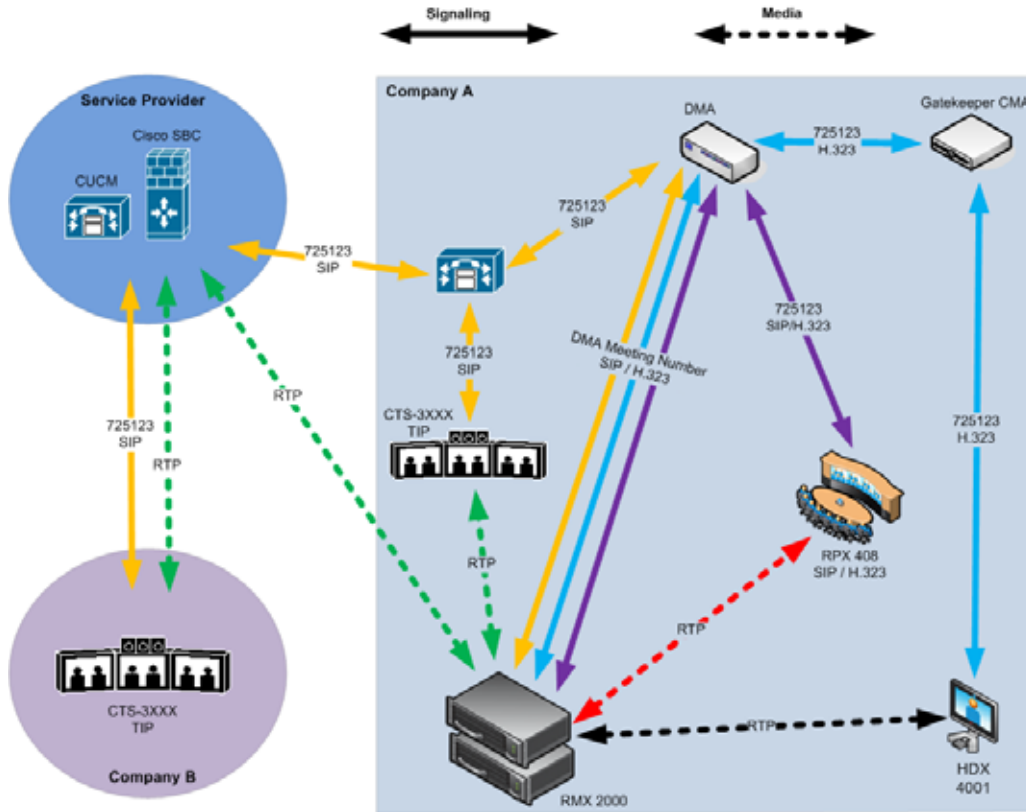 Signaling
Media
Service Provider
Cisco SBC
CUCM
Company A
DMA
Gatekeeper CMA
725123
H.323
725123
SIP
725123
SIP
725123
SIP
725123
SIP/H.323
DMA Meeting Number
SIP / H.323
RTP
CTS-3XXX
TIP
725123
H.323
725123
SIP
RTP
RTP
RPX 408
SIP / H.323
RTP
CTS-3XXX
TIP
Company B
RTP
RMX 2000
HDX
4001